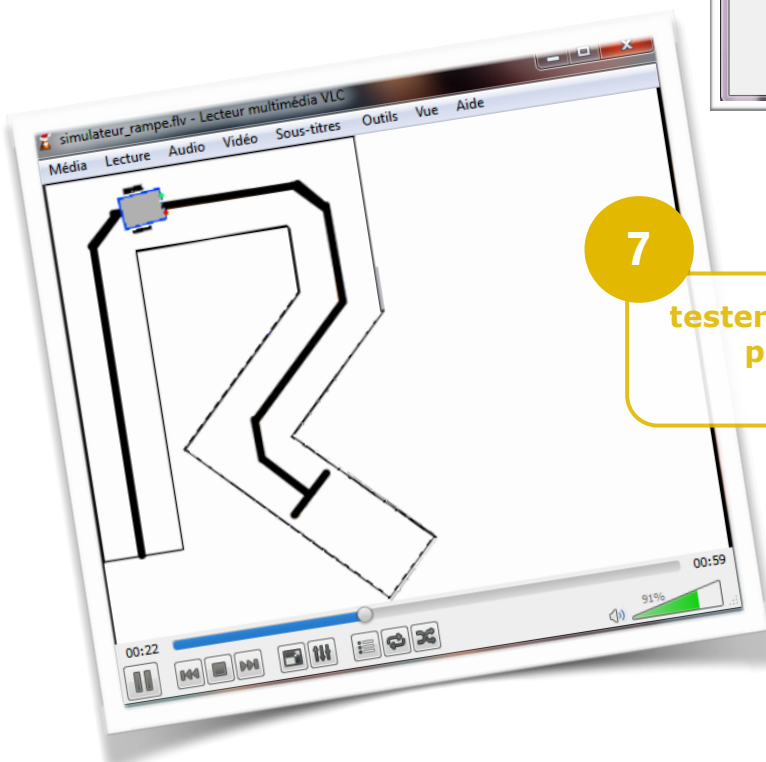 simulateur_rampe.flv - Lecteur multimédia VLC
Média Lecture Audio Vidéo Sous-titres Outils Vue Aide
7
tester
p
00:59
91%
00:22